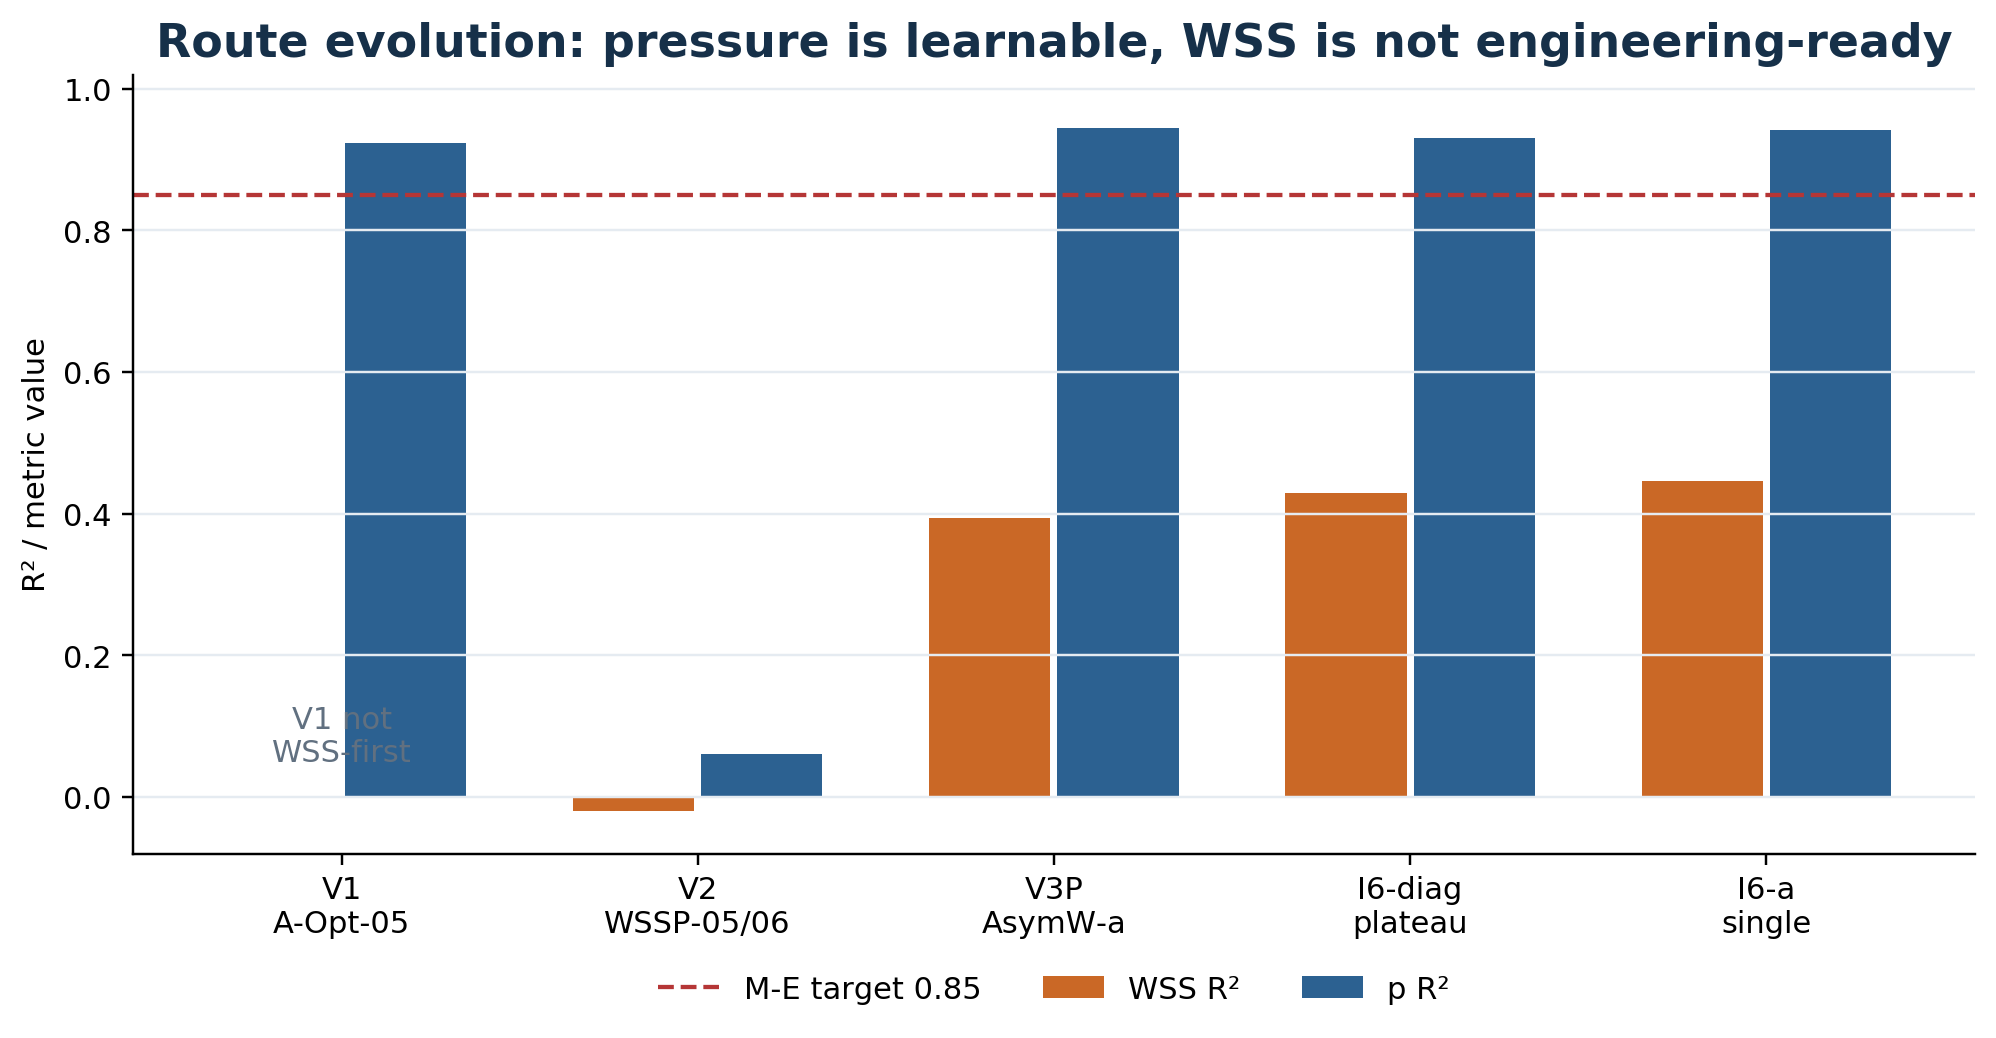 Route evolution: pressure is learnable, WSS is not engineering-ready
R² / metric value
1.0
0.8
0.6
0.4
0.2
0.0
V1 not
WSS-first
V1
A-Opt-05
V2
WSSP-05/06
V3P
AsymW-a
I6-diag
plateau
I6-a
single
M-E target 0.85
WSS R²
p R²